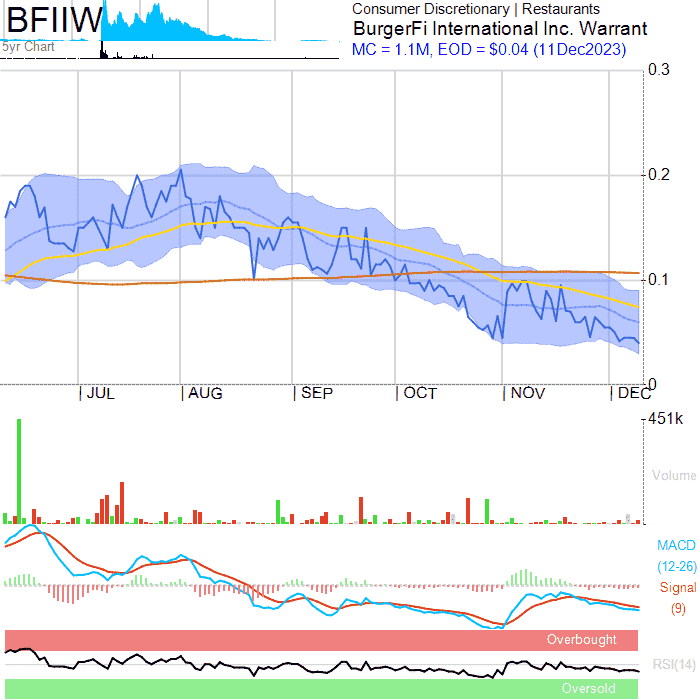 BFIIW
5yr Chart
Consumer Discretionary | Restaurants
BurgerFi International Inc. Warrant
MC = 1.1M, EOD = $0.04 (11Dec2023)
0.3
0.2
0.1
0
| JUL | AUG | SEP | OCT | NOV | DEC
451k
Volume
MACD
(12-26)
Signal
(9)
Overbought
RSI(14)
Oversold